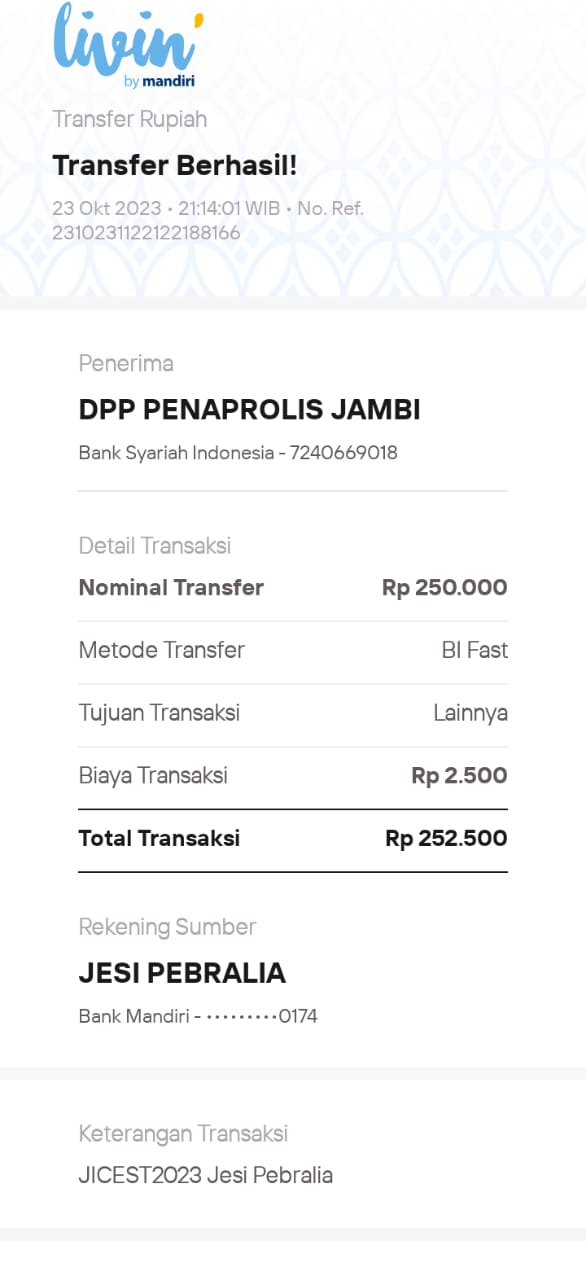 livin'
by mandiri
Transfer Rupiah
Transfer Berhasil!
23 Okt 2023 • 21:14:01 WIB • No. Ref.
2310231122122188166
Penerima
DPP PENAPROLIS JAMBI
Bank Syariah Indonesia - 7240669018
Detail Transaksi
Nominal Transfer Rp 250.000
Metode Transfer BI Fast
Tujuan Transaksi Lainnya
Biaya Transaksi Rp 2.500
Total Transaksi Rp 252.500
Rekening Sumber
JESI PEBRALIA
Bank Mandiri - •••••••••0174
Keterangan Transaksi
JICEST2023 Jesi Pebralia